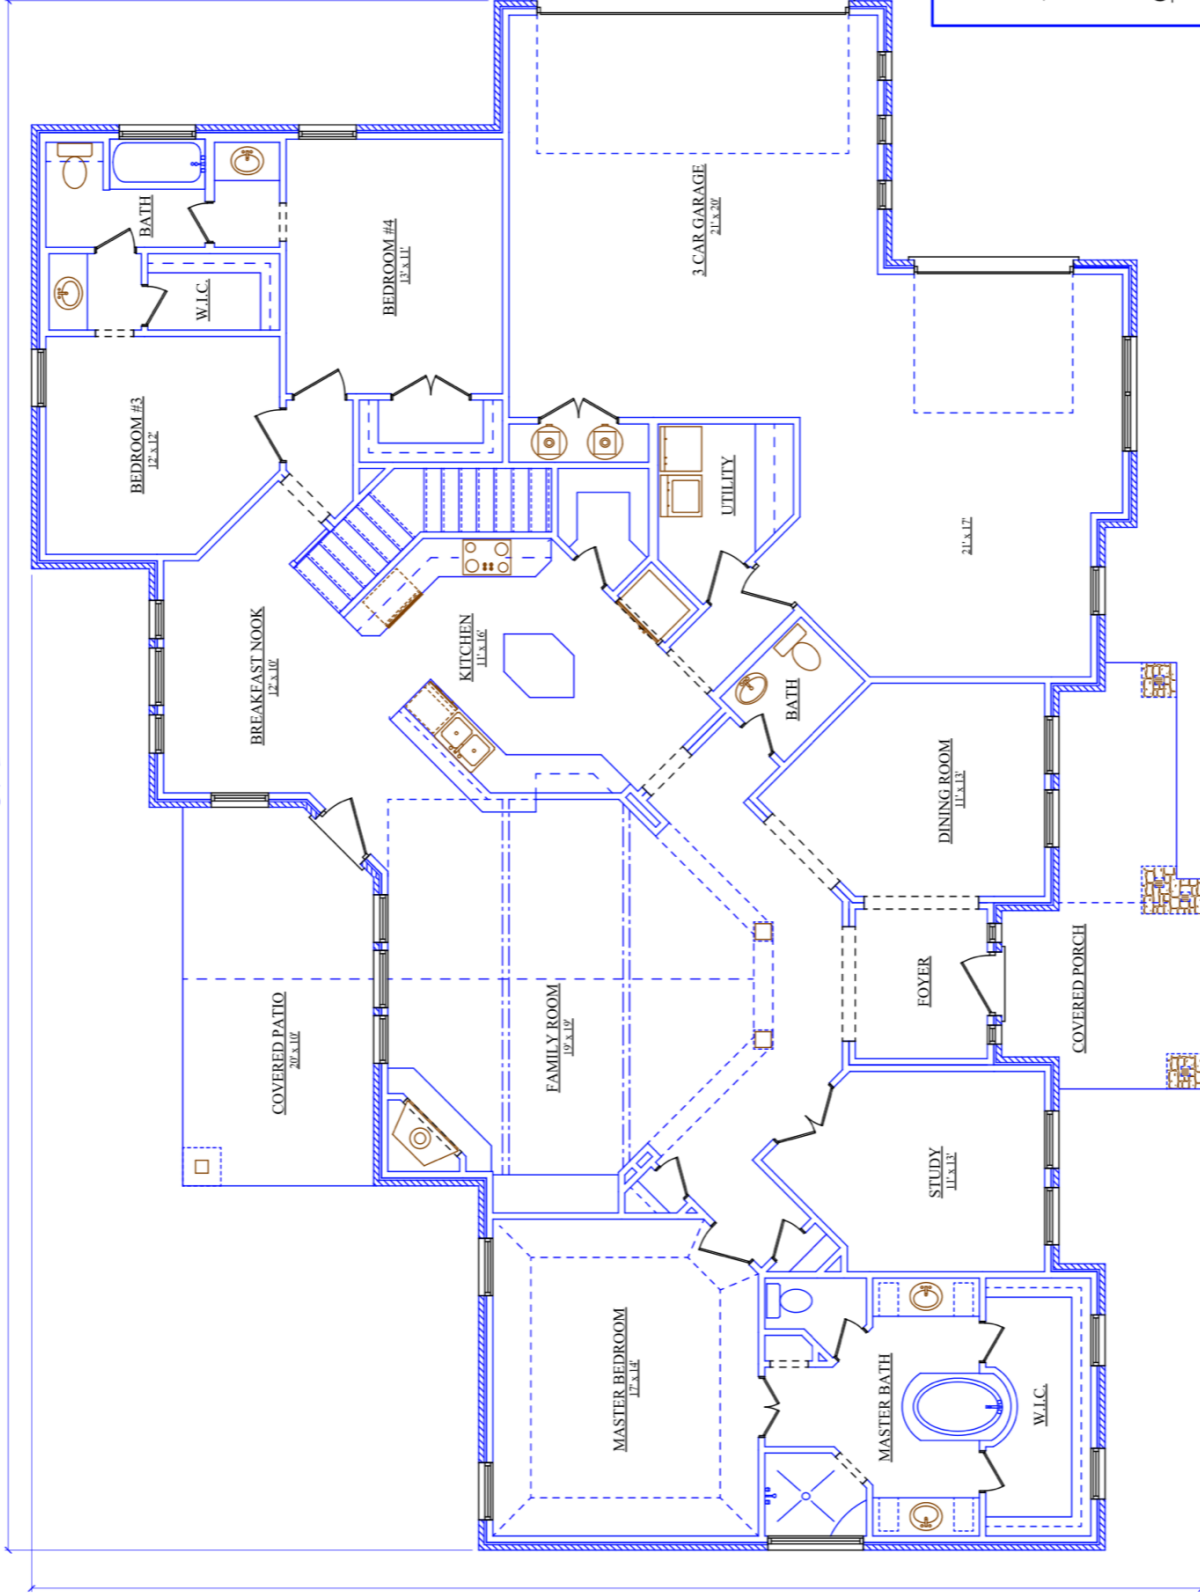 BATH
W.I.C.
BEDROOM #4
13' x 11'
3 CAR GARAGE
21' x 20'
BEDROOM #3
12' x 12'
UTILITY
21' x 17'
BREAKFAST NOOK
12' x 10'
KITCHEN
11' x 16'
BATH
DINING ROOM
11' x 13'
COVERED PATIO
20' x 10'
FAMILY ROOM
19' x 19'
FOYER
COVERED PORCH
STUDY
11' x 13'
MASTER BEDROOM
17' x 14'
MASTER BATH
W.I.C.